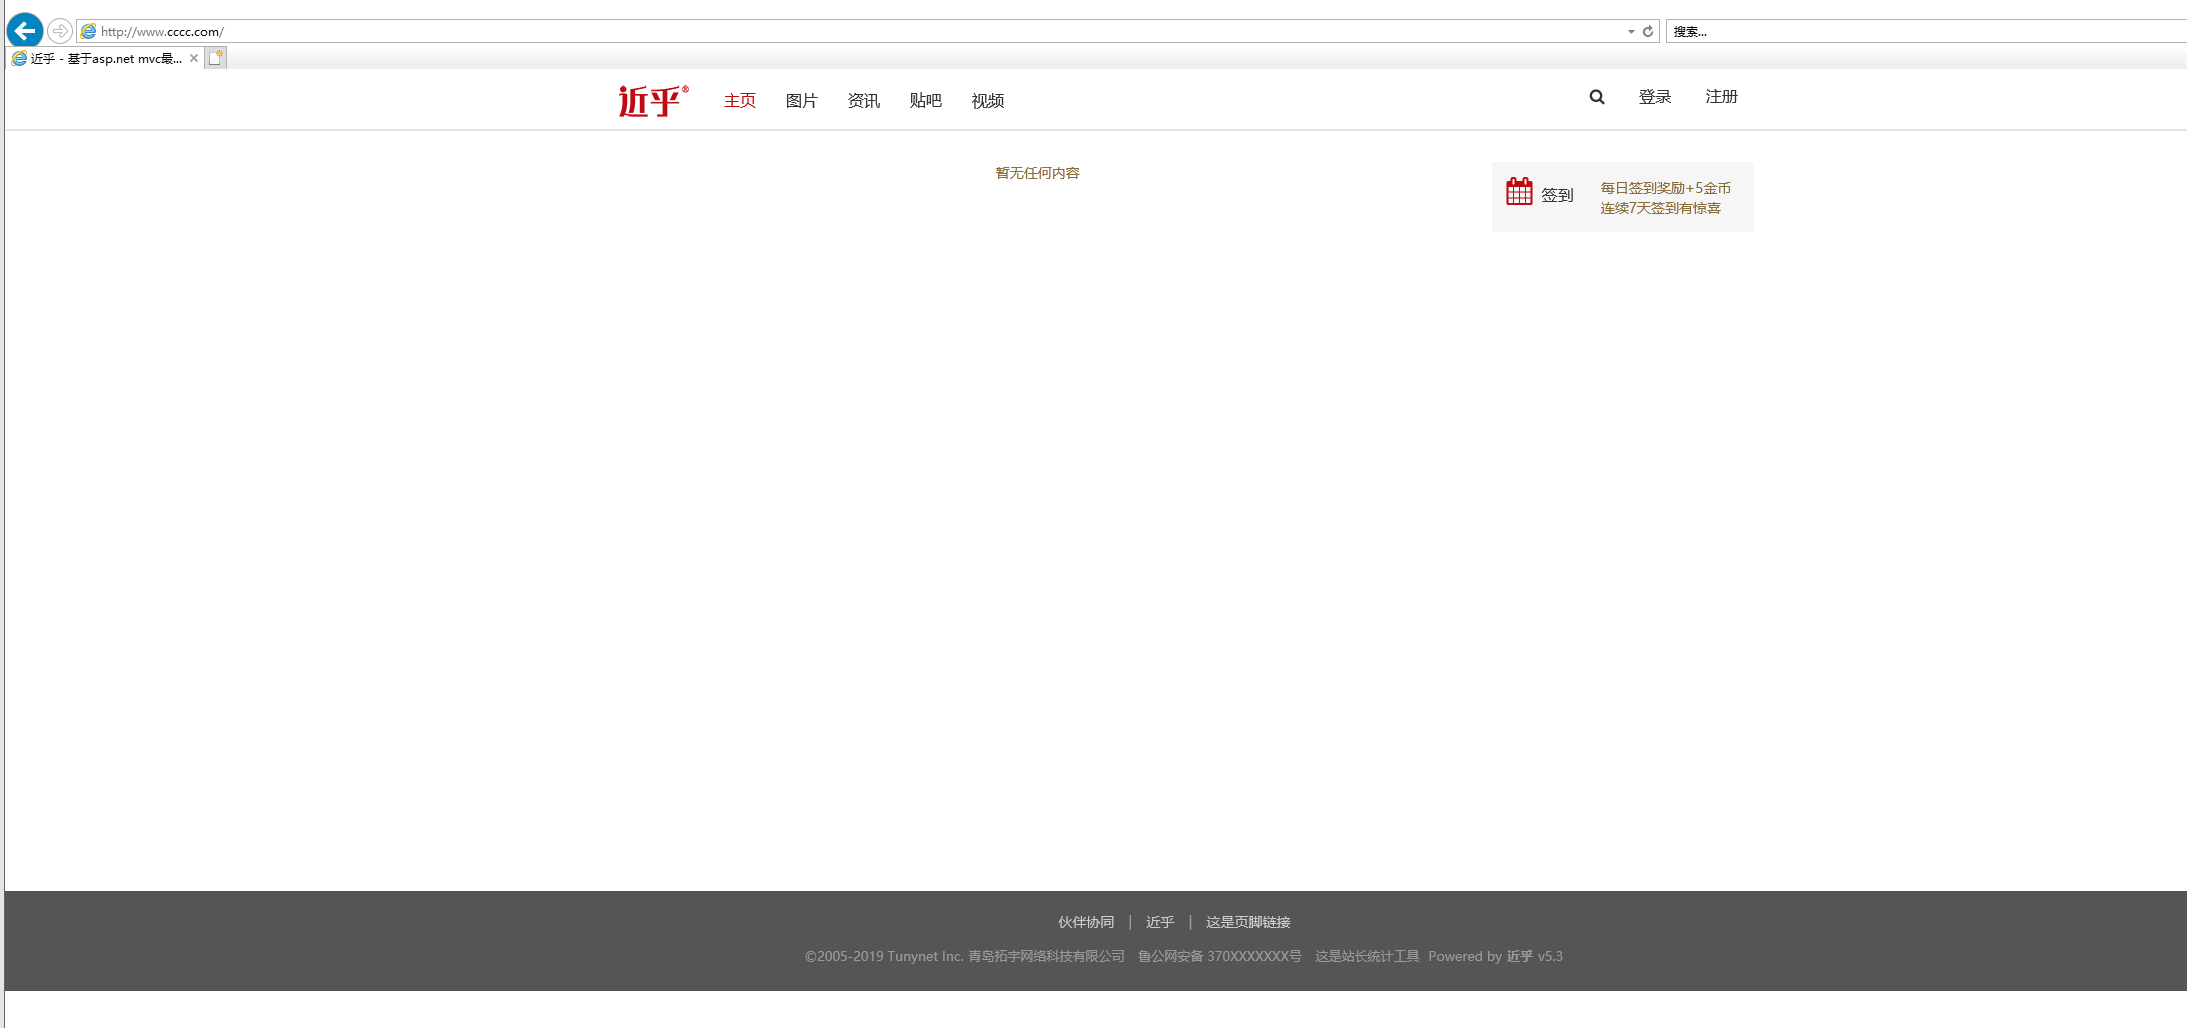 http://www.cccc.com/
搜索...
近乎 - 基于asp.net mvc最...
近乎® 主页 图片 资讯 贴吧 视频 登录 注册
暂无任何内容
签到
每日签到奖励+5金币
连续7天签到有惊喜
伙伴协同 | 近乎 | 这是页脚链接
©2005-2019 Tunynet Inc. 青岛拓宇网络科技有限公司 鲁公网安备 370XXXXXXX号 这是站长统计工具 Powered by 近乎 v5.3